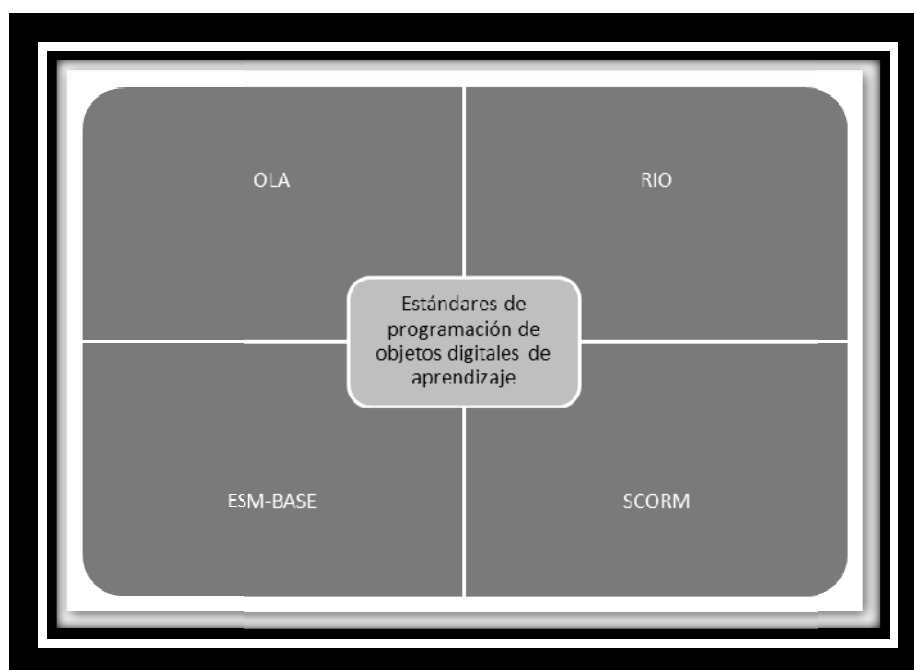 OLA
RIO
Estándares de
programación de
objetos digitales de
aprendizaje
ESM-BASE
SCORM